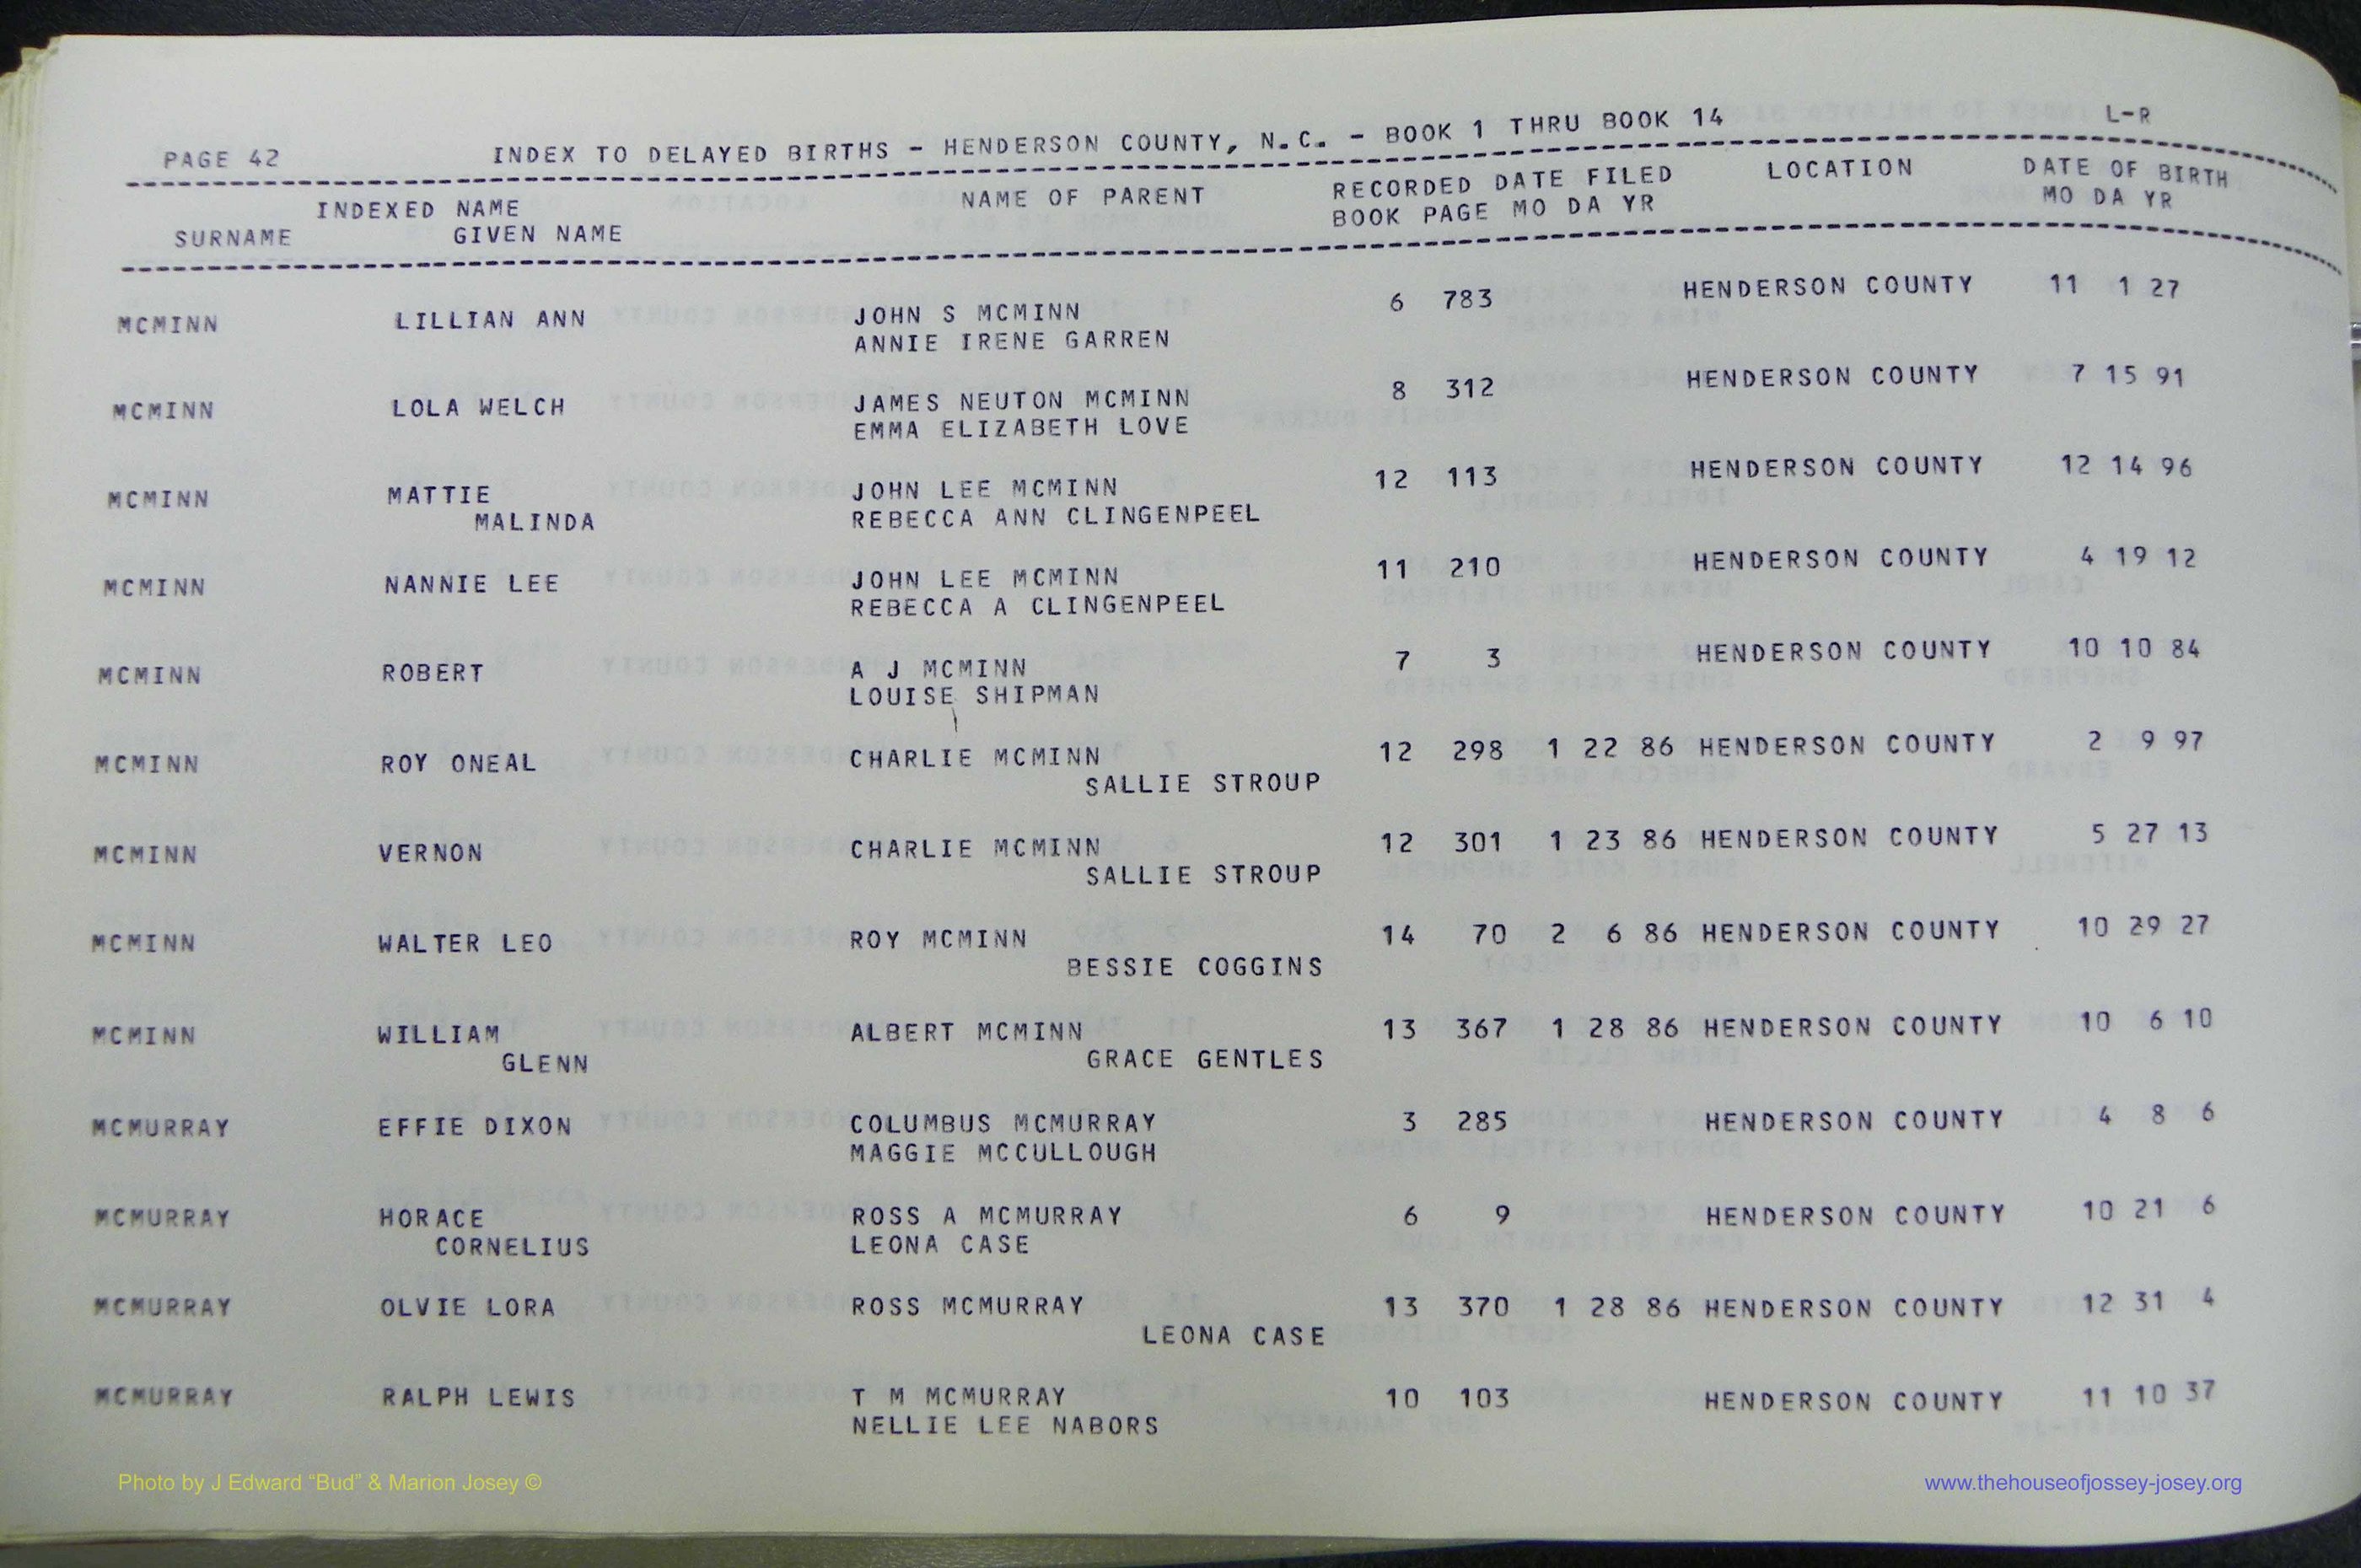 PAGE 42 INDEX TO DELAYED BIRTHS - HENDERSON COUNTY, N.C. - BOOK 1 THRU BOOK 14 L-R
INDEXED NAME NAME OF PARENT RECORDED DATE FILED LOCATION DATE OF BIRTH
SURNAME GIVEN NAME BOOK PAGE MO DA YR MO DA YR
MCMINN LILLIAN ANN JOHN S MCMINN 6 783 HENDERSON COUNTY 11 1 27
ANNIE IRENE GARREN
MCMINN LOLA WELCH JAMES NEUTON MCMINN 8 312 HENDERSON COUNTY 7 15 91
EMMA ELIZABETH LOVE
MCMINN MATTIE JOHN LEE MCMINN 12 113 HENDERSON COUNTY 12 14 96
MALINDA REBECCA ANN CLINGENPEEL
MCMINN NANNIE LEE JOHN LEE MCMINN 11 210 HENDERSON COUNTY 4 19 12
REBECCA A CLINGENPEEL
MCMINN ROBERT A J MCMINN 7 3 HENDERSON COUNTY 10 10 84
LOUISE SHIPMAN
MCMINN ROY ONEAL CHARLIE MCMINN 12 298 1 22 86 HENDERSON COUNTY 2 9 97
SALLIE STROUP
MCMINN VERNON CHARLIE MCMINN 12 301 1 23 86 HENDERSON COUNTY 5 27 13
SALLIE STROUP
MCMINN WALTER LEO ROY MCMINN 14 70 2 6 86 HENDERSON COUNTY 10 29 27
BESSIE COGGINS
MCMINN WILLIAM ALBERT MCMINN 13 367 1 28 86 HENDERSON COUNTY 10 6 10
GLENN GRACE GENTLES
MCMURRAY EFFIE DIXON COLUMBUS MCMURRAY 3 285 HENDERSON COUNTY 4 8 6
MAGGIE MCCULLOUGH
MCMURRAY HORACE ROSS A MCMURRAY 6 9 HENDERSON COUNTY 10 21 6
CORNELIUS LEONA CASE
MCMURRAY OLVIE LORA ROSS MCMURRAY 13 370 1 28 86 HENDERSON COUNTY 12 31 4
LEONA CASE
MCMURRAY RALPH LEWIS T M MCMURRAY 10 103 HENDERSON COUNTY 11 10 37
NELLIE LEE NABORS
Photo by J Edward “Bud” & Marion Josey © www.thehouseofjossey-josey.org